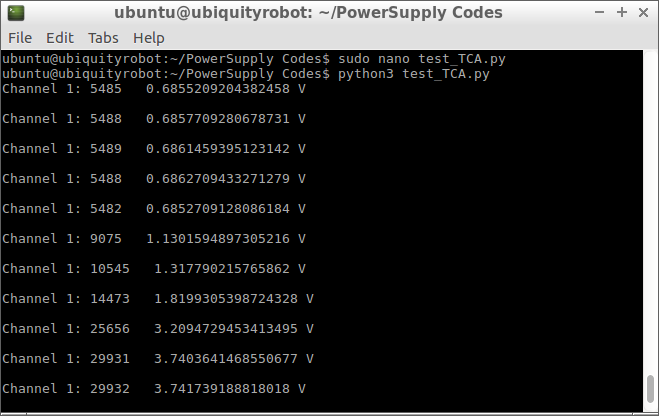 ubuntu@ubiquityrobot: ~/PowerSupply Codes
File Edit Tabs Help
ubuntu@ubiquityrobot:~/PowerSupply Codes$ sudo nano test_TCA.py
ubuntu@ubiquityrobot:~/PowerSupply Codes$ python3 test_TCA.py
Channel 1: 5485   0.6855209204382458 V
Channel 1: 5488   0.6857709280678731 V
Channel 1: 5489   0.6861459395123142 V
Channel 1: 5488   0.6862709433271279 V
Channel 1: 5482   0.6852709128086184 V
Channel 1: 9075   1.1301594897305216 V
Channel 1: 10545   1.317790215765862 V
Channel 1: 14473   1.8199305398724328 V
Channel 1: 25656   3.2094729453413495 V
Channel 1: 29931   3.7403641468550677 V
Channel 1: 29932   3.741739188818018 V